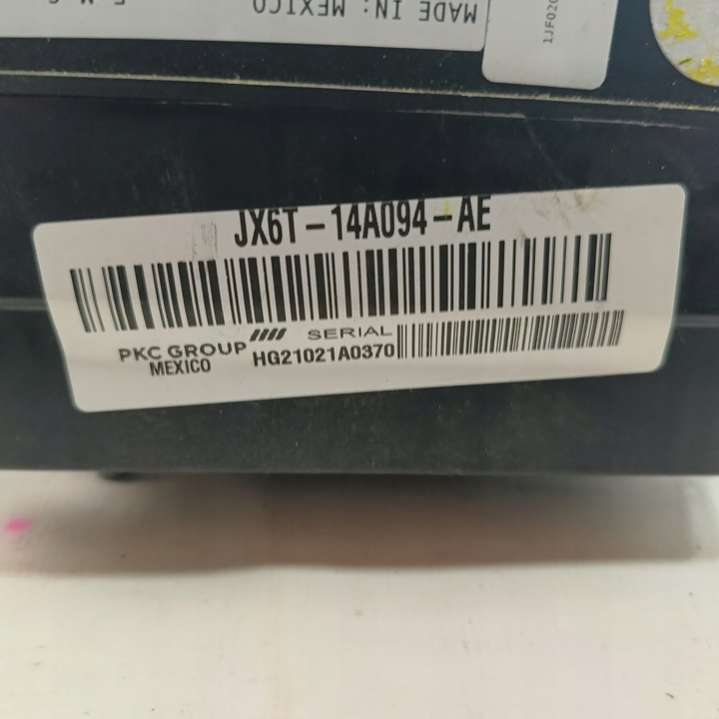 MADE IN: MEXICO
JX6T-14A094-AE
PKC GROUP SERIAL
MEXICO HG21021A0370